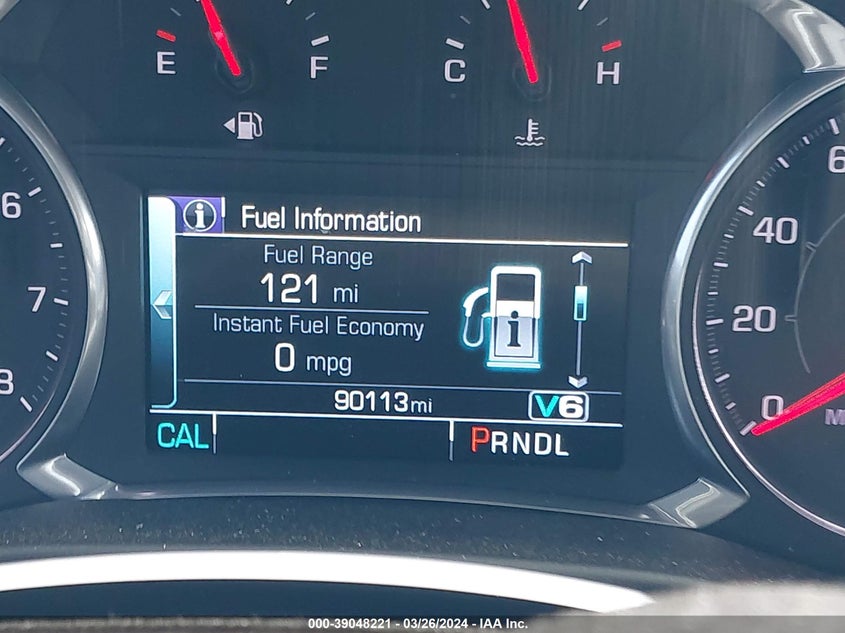 E F C H
6
7
8
Fuel Information
Fuel Range
121 mi
Instant Fuel Economy
0 mpg
90113mi V6
CAL PRNDL
40
20
0
000-39048221 - /03/26/2024 - IAA Inc.